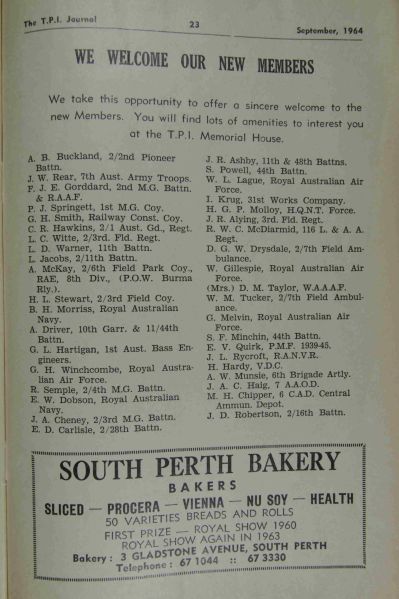 The T.P.I. Journal
23
September, 1964
WE WELCOME OUR NEW MEMBERS
We take this opportunity to offer a sincere welcome to the
new Members. You will find lots of amenities to interest you
at the T.P.I. Memorial House.
A. B. Buckland, 2/2nd Pioneer
Battn.
J. W. Rear, 7th Aust. Army Troops.
F. J. E. Gorddard, 2nd M.G. Battn.
& R.A.A.F.
P. J. Springett, 1st M.G. Coy.
G. H. Smith, Railway Const. Coy.
C. R. Hawkins, 2/1 Aust. Gd., Regt.
L. C. Witte, 2/3rd. Fld. Regt.
L. D. Warner, 11th Battn.
L. Jacobs, 2/11th Battn.
A. McKay, 2/6th Field Park Coy.,
RAE, 8th Div., (P.O.W. Burma
Rly.).
H. L. Stewart, 2/3rd Field Coy.
B. H. Morriss, Royal Australian
Navy.
A. Driver, 10th Garr. & 11/44th
Battn.
G. L. Hartigan, 1st Aust. Bass En-
gineers.
G. H. Winchcombe, Royal Austra-
lian Air Force.
R. Semple, 2/4th M.G. Battn.
E. W. Dobson, Royal Australian
Navy.
J. A. Cheney, 2/3rd M.G. Battn.
E. D. Carlisle, 2/28th Battn.
J. R. Ashby, 11th & 48th Battns.
S. Powell, 44th Battn.
W. L. Lague, Royal Australian Air
Force.
I. Krug, 31st Works Company.
H. G. P. Molloy, H.Q.N.T. Force.
J. R. Alying, 3rd. Fld. Regt.
R. W. C. McDiarmid, 116 L. & A. A.
Regt.
D. G. W. Drysdale, 2/7th Field Am-
bulance.
W. Gillespie, Royal Australian Air
Force.
(Mrs.) D. M. Taylor, W.A.A.A.F.
W. M. Tucker, 2/7th Field Ambul-
ance.
G. Melvin, Royal Australian Air
Force.
S. F. Minchin, 44th Battn.
E. V. Quirk, P.M.F. 1939-45.
J. L. Rycroft, R.A.N.V.R.
H. Hardy, V.D.C.
A. W. Munsie, 6th Brigade Artly.
J. A. C. Haig, 7 A.A.O.D.
M. H. Chipper, 6 C.A.D. Central
Ammun. Depot.
J. D. Robertson, 2/16th Battn.
SOUTH PERTH BAKERY
BAKERS
SLICED — PROCERA — VIENNA — NU SOY — HEALTH
50 VARIETIES BREADS AND ROLLS
FIRST PRIZE — ROYAL SHOW 1960
ROYAL SHOW AGAIN IN 1963
Bakery: 3 GLADSTONE AVENUE, SOUTH PERTH
Telephone: 67 1044 :: 67 3330